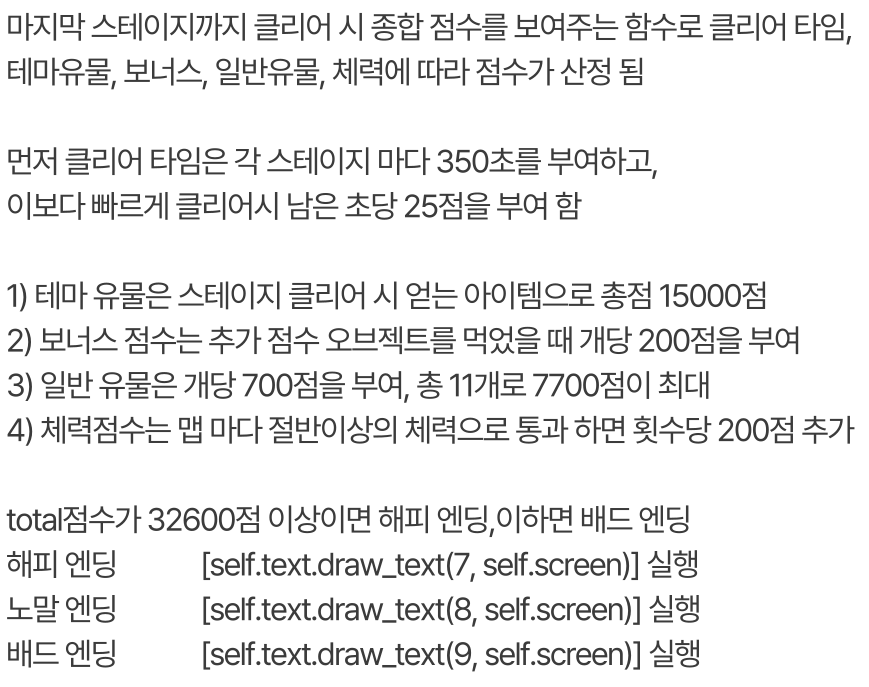 마지막 스테이지까지 클리어 시 종합 점수를 보여주는 함수로 클리어 타임,
테마유물, 보너스, 일반유물, 체력에 따라 점수가 산정 됨
먼저 클리어 타임은 각 스테이지 마다 350초를 부여하고,
이보다 빠르게 클리어시 남은 초당 25점을 부여 함
1) 테마 유물은 스테이지 클리어 시 얻는 아이템으로 총점 15000점
2) 보너스 점수는 추가 점수 오브젝트를 먹었을 때 개당 200점을 부여
3) 일반 유물은 개당 700점을 부여, 총 11개로 7700점이 최대
4) 체력점수는 맵 마다 절반이상의 체력으로 통과 하면 횟수당 200점 추가
total점수가 32600점 이상이면 해피 엔딩,이하면 배드 엔딩
해피 엔딩 [self.text.draw_text(7, self.screen)] 실행
노말 엔딩 [self.text.draw_text(8, self.screen)] 실행
배드 엔딩 [self.text.draw_text(9, self.screen)] 실행